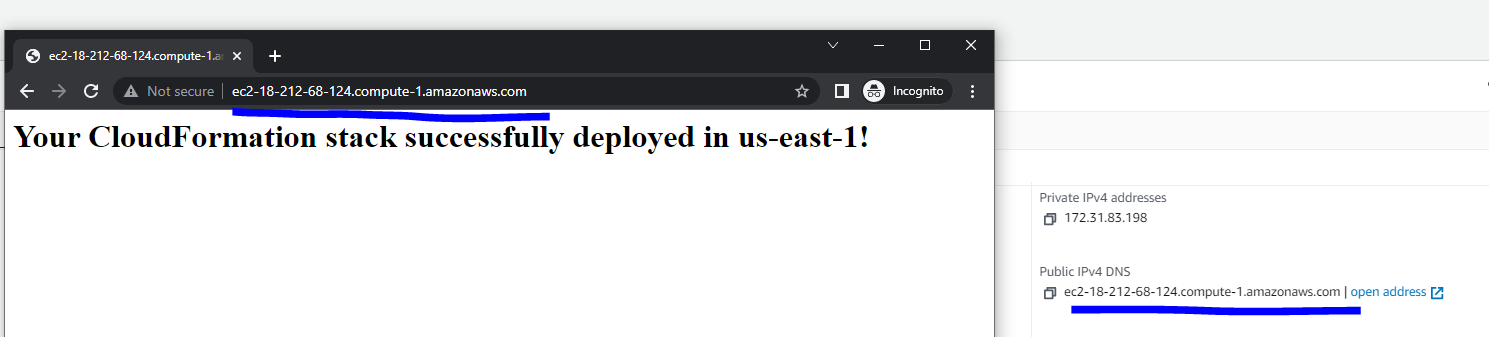 ec2-18-212-68-124.compute-1.a
Not secure | ec2-18-212-68-124.compute-1.amazonaws.com
Incognito
Your CloudFormation stack successfully deployed in us-east-1!
Private IPv4 addresses
172.31.83.198
Public IPv4 DNS
ec2-18-212-68-124.compute-1.amazonaws.com | open address